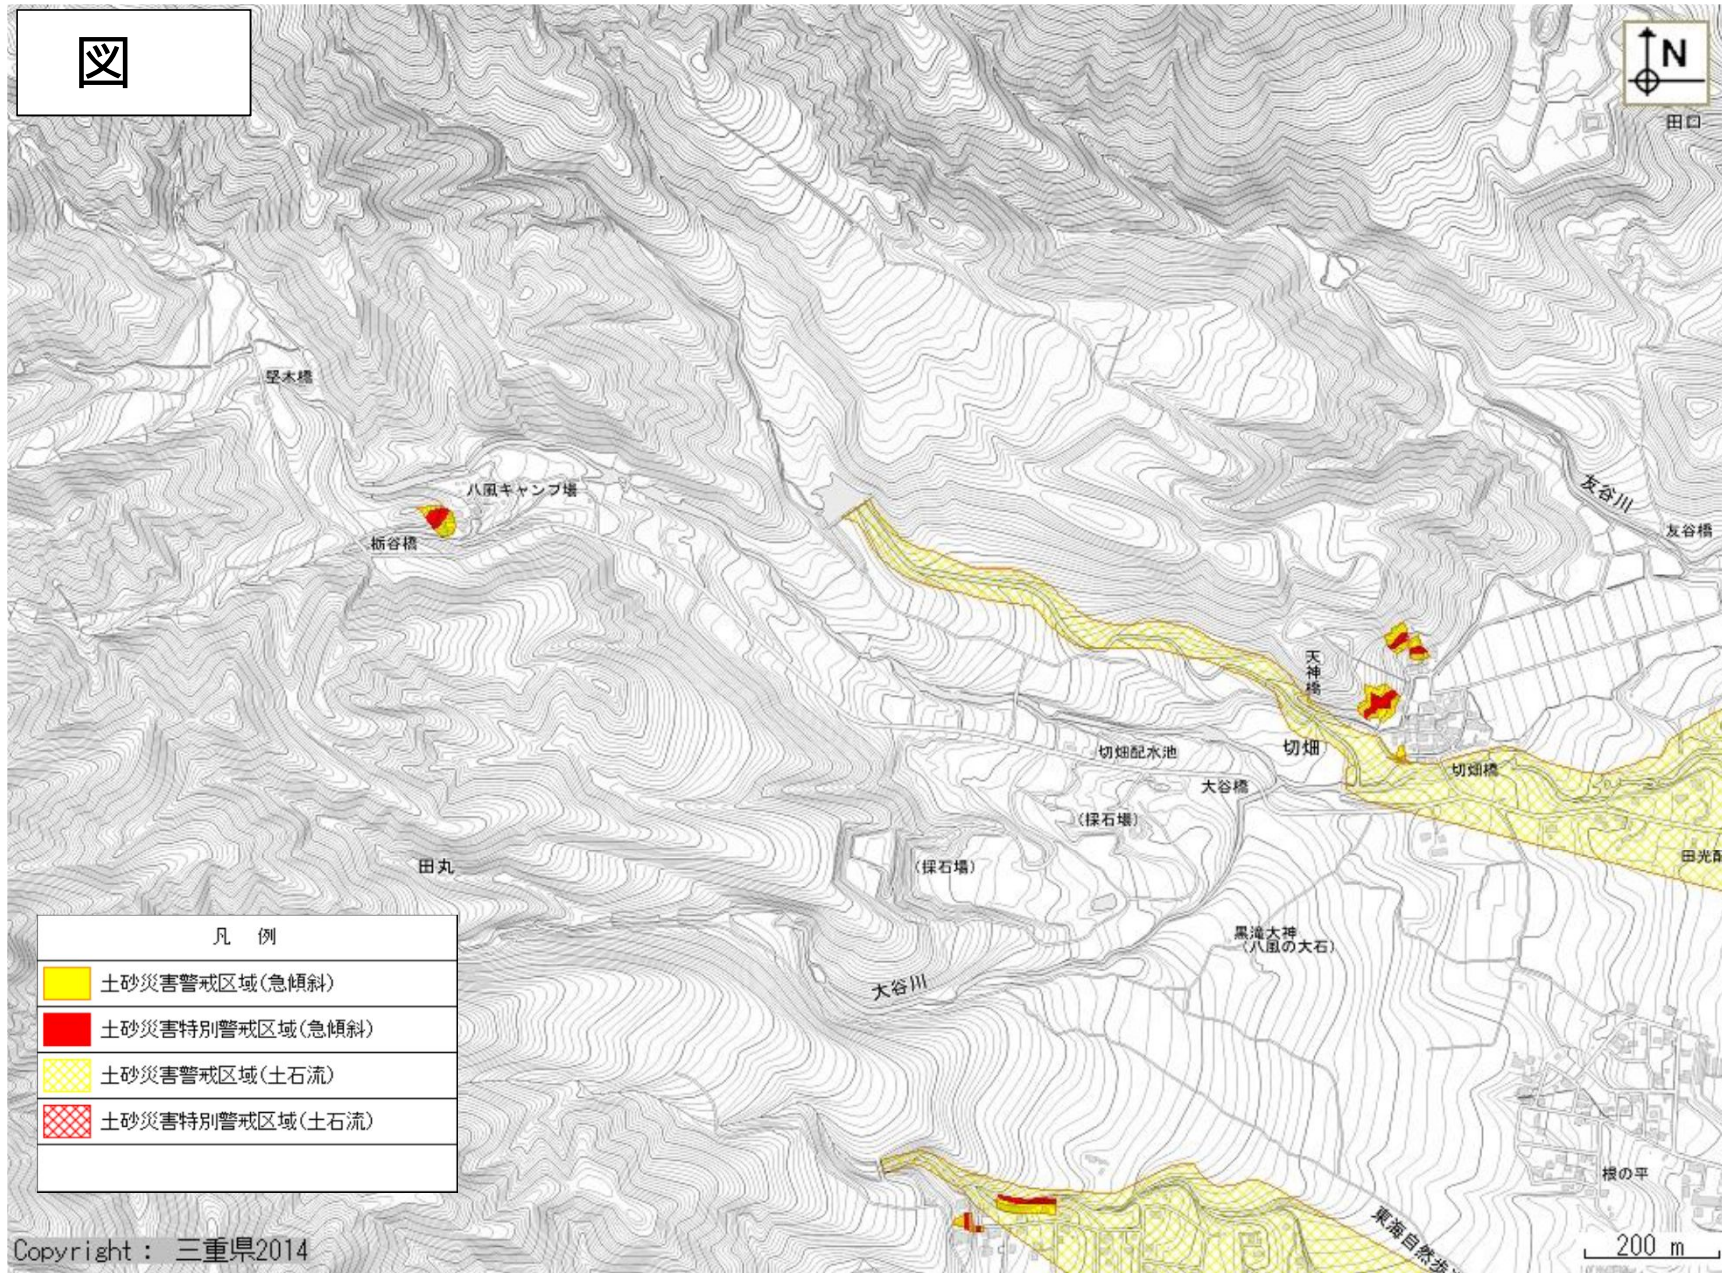 図
N
田口
堅木橋
八風キャンプ場
栃谷橋
友谷川
友谷橋
天神橋
切畑配水池
切畑
切畑橋
大谷橋
(採石場)
(採石場)
田光配
田丸
黒滝大神
(八風の大石)
大谷川
凡 例
土砂災害警戒区域(急傾斜)
土砂災害特別警戒区域(急傾斜)
土砂災害警戒区域(土石流)
土砂災害特別警戒区域(土石流)
根の平
東海自然歩
200 m
Copyright : 三重県2014